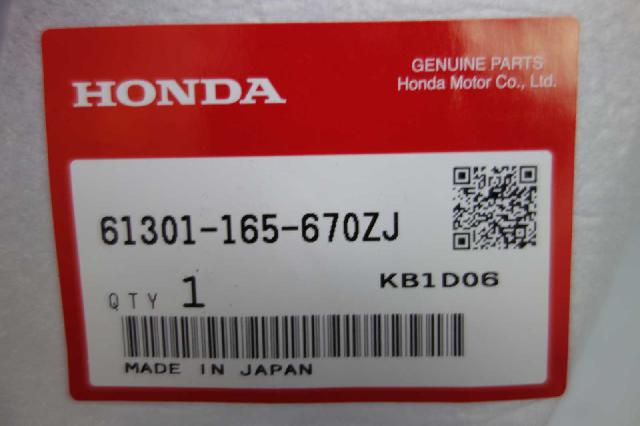 HONDA
GENUINE PARTS
Honda Motor Co., Ltd.
61301-165-670ZJ
QTY 1
KB1D06
MADE IN JAPAN